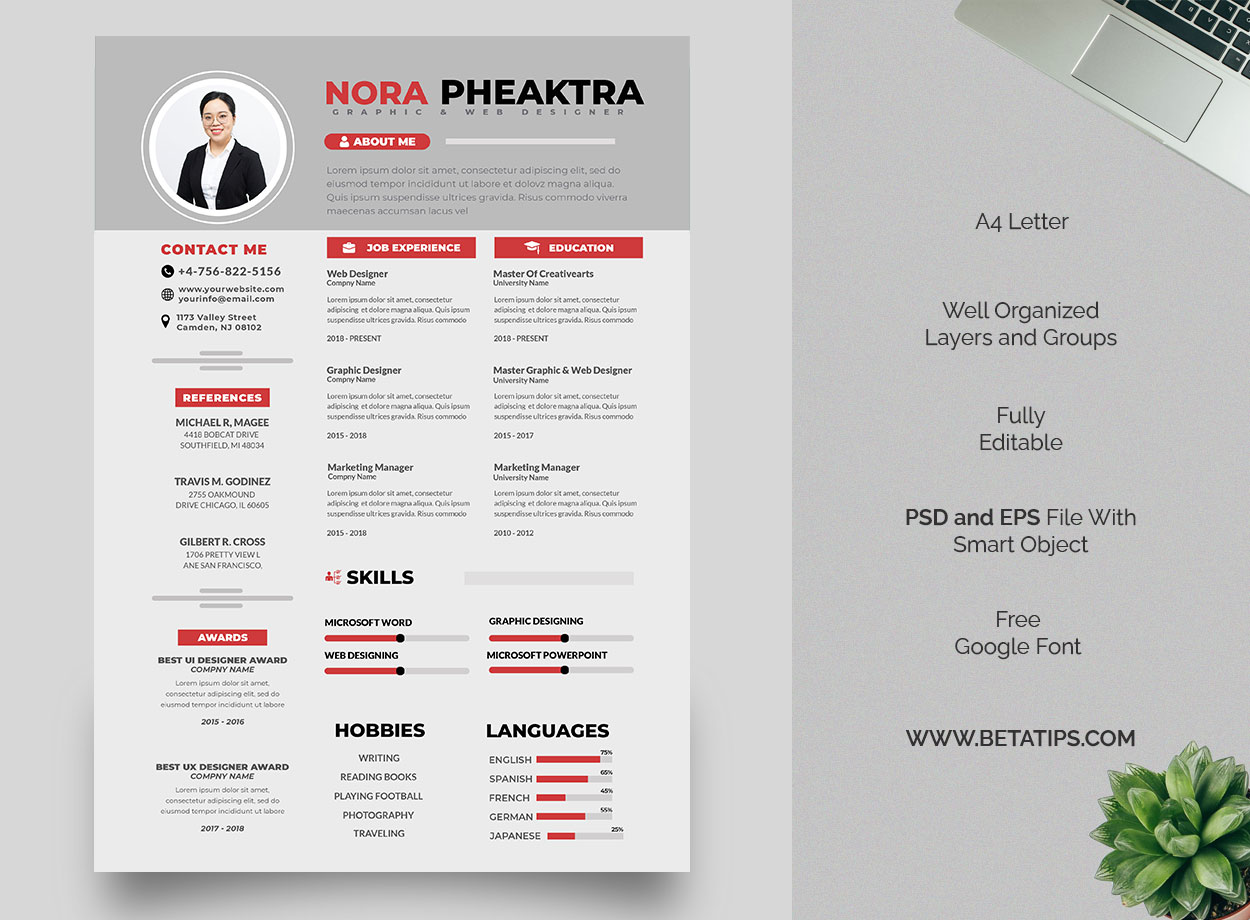 NORA PHEAKTRA
GRAPHIC & WEB DESIGNER
ABOUT ME
Lorem ipsum dolor sit amet, consectetur adipiscing elit, sed do
eiusmod tempor incididunt ut labore et dolovz magna aliqua.
Quis ipsum suspendisse ultrices gravida. Risus commodo viverra
maecenas accumsan lacus vel
CONTACT ME
+4-756-822-5156
www.yourwebsite.com
yourinfo@email.com
1173 Valley Street
Camden, NJ 08102
REFERENCES
MICHAEL R, MAGEE
4418 BOBCAT DRIVE
SOUTHFIELD, MI 48034
TRAVIS M. GODINEZ
2755 OAKMOUND
DRIVE CHICAGO, IL 60605
GILBERT R. CROSS
1706 PRETTY VIEW L
ANE SAN FRANCISCO,
AWARDS
BEST UI DESIGNER AWARD
COMPNY NAME
Lorem ipsum dolor sit amet,
consectetur adipiscing elit, sed do
eiusmod tempor incididunt ut labore
2015 - 2016
BEST UX DESIGNER AWARD
COMPNY NAME
Lorem ipsum dolor sit amet,
consectetur adipiscing elit, sed do
eiusmod tempor incididunt ut labore
2017 - 2018
JOB EXPERIENCE
Web Designer
Compny Name
Lorem ipsum dolor sit amet, consectetur
adipiscing et dolore magna aliqua. Quis ipsum
suspendisse ultrices gravida. Risus commodo
2018 - PRESENT
Graphic Designer
Compny Name
Lorem ipsum dolor sit amet, consectetur
adipiscing et dolore magna aliqua. Quis ipsum
suspendisse ultrices gravida. Risus commodo
2015 - 2018
Marketing Manager
Compny Name
Lorem ipsum dolor sit amet, consectetur
adipiscing et dolore magna aliqua. Quis ipsum
suspendisse ultrices gravida. Risus commodo
2015 - 2018
EDUCATION
Master Of Creativearts
University Name
Lorem ipsum dolor sit amet, consectetur
adipiscing et dolore magna aliqua. Quis ipsum
suspendisse ultrices gravida. Risus commodo
2018 - PRESENT
Master Graphic & Web Designer
University Name
Lorem ipsum dolor sit amet, consectetur
adipiscing et dolore magna aliqua. Quis ipsum
suspendisse ultrices gravida. Risus commodo
2015 - 2017
Marketing Manager
University Name
Lorem ipsum dolor sit amet, consectetur
adipiscing et dolore magna aliqua. Quis ipsum
suspendisse ultrices gravida. Risus commodo
2010 - 2012
SKILLS
MICROSOFT WORD
GRAPHIC DESIGNING
WEB DESIGNING
MICROSOFT POWERPOINT
HOBBIES
WRITING
READING BOOKS
PLAYING FOOTBALL
PHOTOGRAPHY
TRAVELING
LANGUAGES
ENGLISH 75%
SPANISH 65%
FRENCH 45%
GERMAN 55%
JAPANESE 25%
A4 Letter
Well Organized
Layers and Groups
Fully
Editable
PSD and EPS File With
Smart Object
Free
Google Font
WWW.BETATIPS.COM